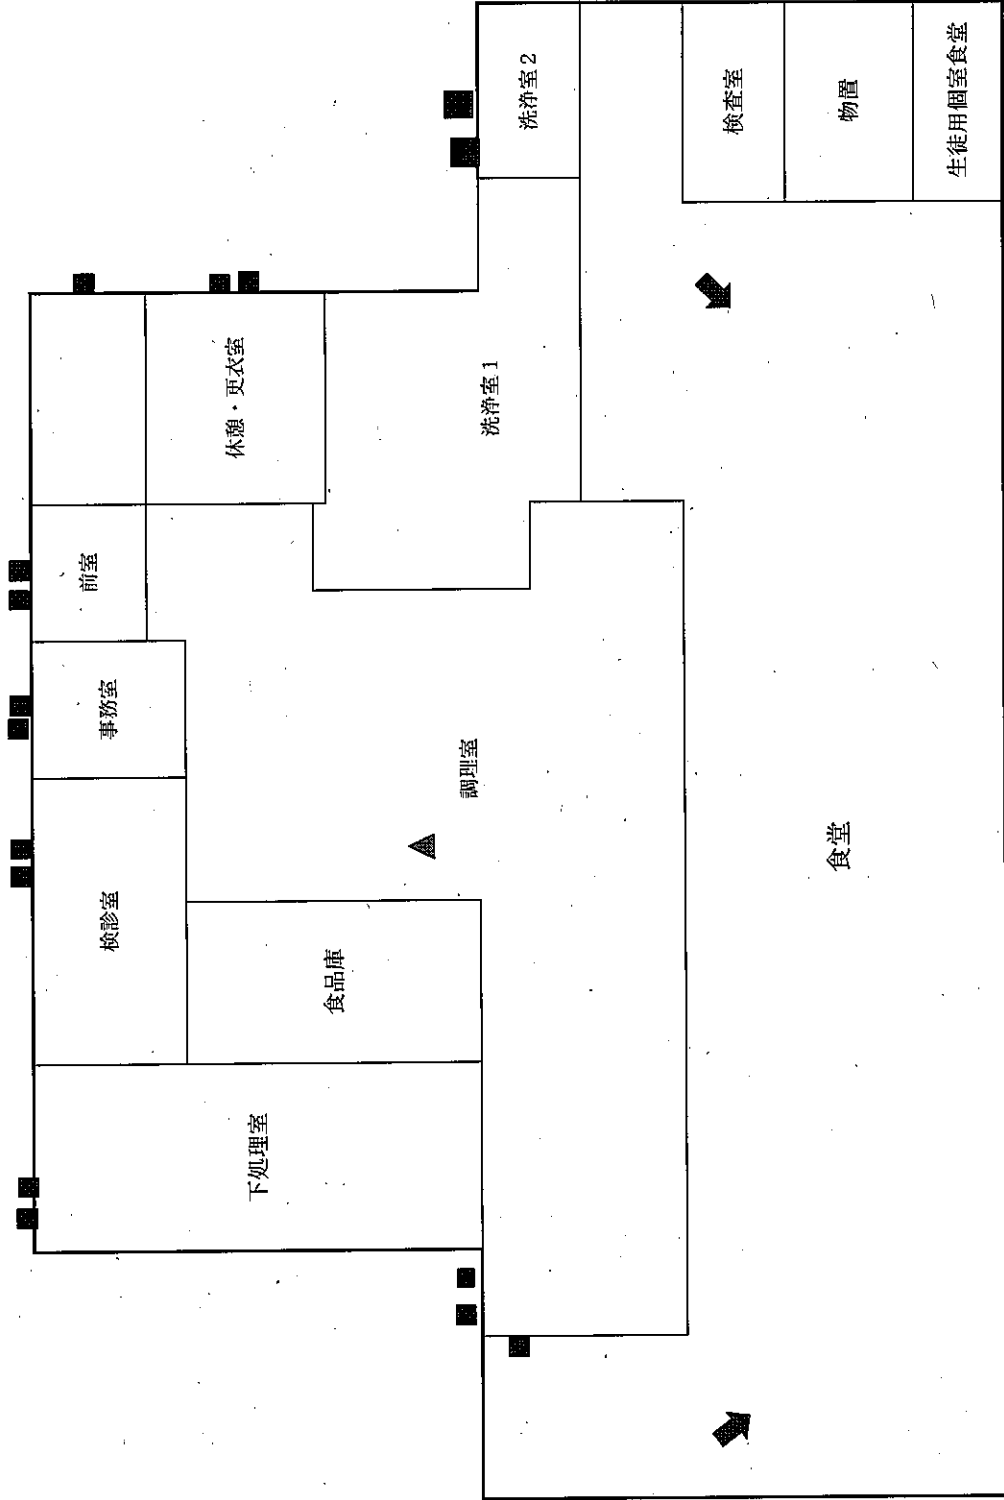 下処理室
検診室
事務室
前室
食品庫
休憩・更衣室
調理室
洗浄室1
洗浄室2
食堂
検査室
物置
生徒用個室食堂